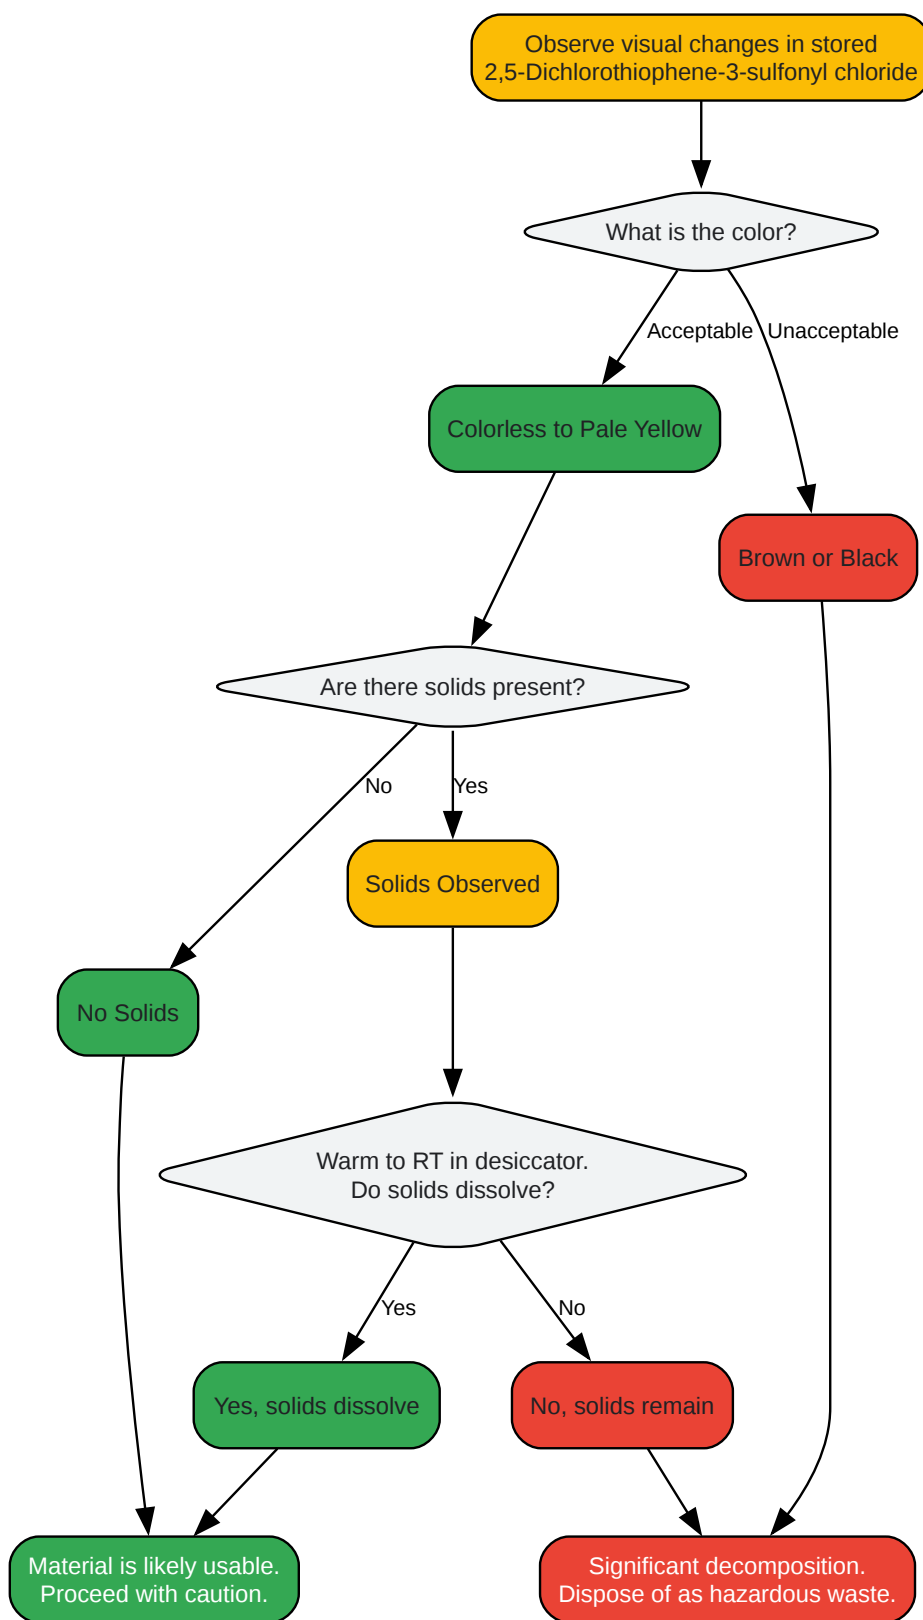 Observe visual changes in stored
2,5-Dichlorothiophene-3-sulfonyl chloride
What is the color?
Acceptable
Unacceptable
Colorless to Pale Yellow
Brown or Black
Are there solids present?
No
Yes
Solids Observed
No Solids
Warm to RT in desiccator.
Do solids dissolve?
Yes
No
Yes, solids dissolve
No, solids remain
Material is likely usable.
Proceed with caution.
Significant decomposition.
Dispose of as hazardous waste.